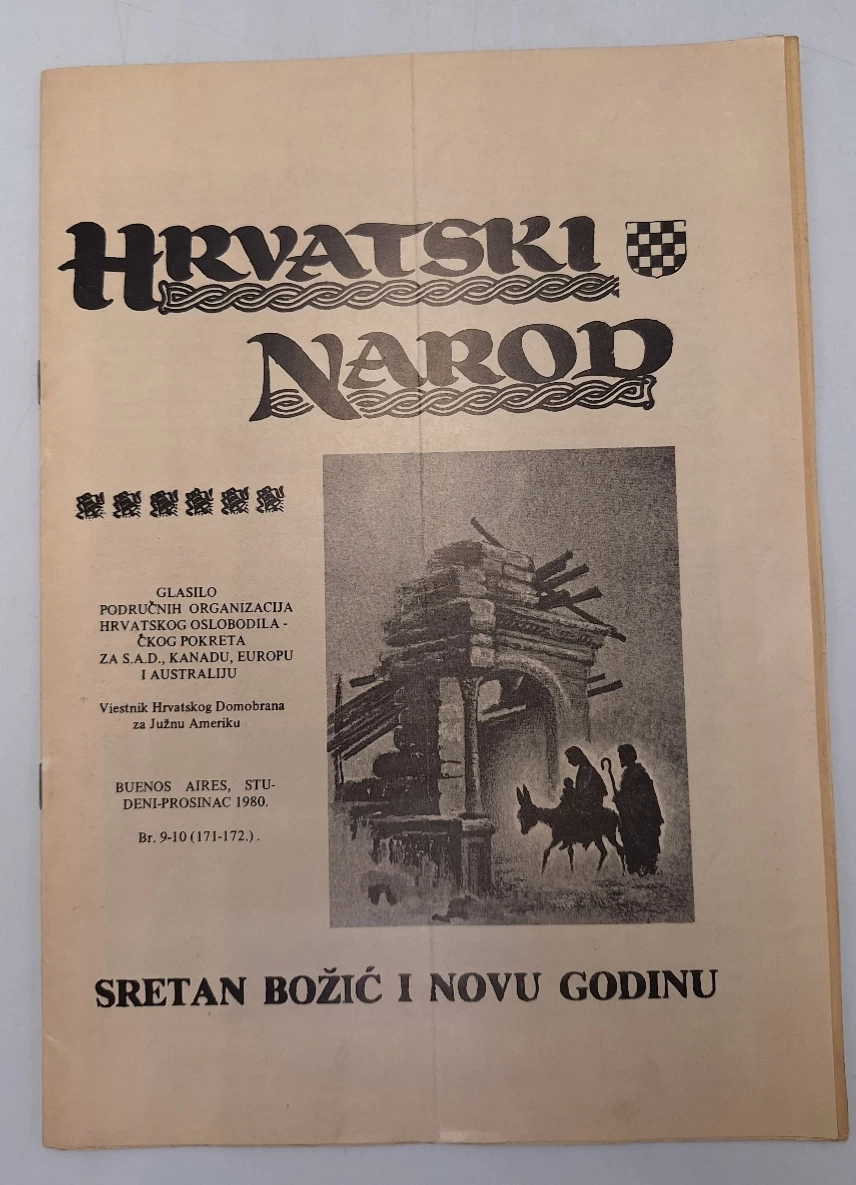 HRVATSKI
NAROD
GLASILO
PODRUČNIH ORGANIZACIJA
HRVATSKOG OSLOBODILA -
ČKOG POKRETA
ZA S.A.D., KANADU, EUROPU
I AUSTRALIJU
Viestnik Hrvatskog Domobrana
za Južnu Ameriku
BUENOS AIRES, STU-
DENI-PROSINAC 1980.
Br. 9-10 (171-172.).
SRETAN BOŽIĆ I NOVU GODINU